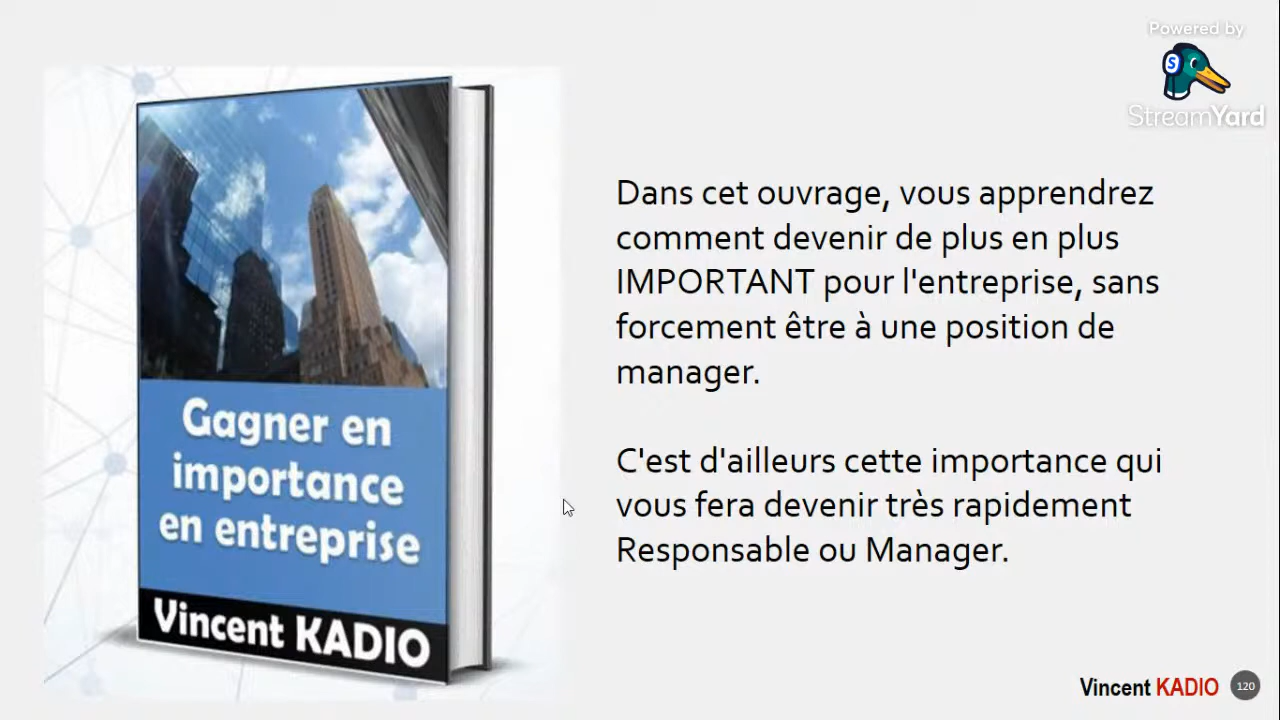 Powered by
StreamYard
Gagner en
importance
en entreprise
Vincent KADIO
Dans cet ouvrage, vous apprendrez
comment devenir de plus en plus
IMPORTANT pour l'entreprise, sans
forcement être à une position de
manager.
C'est d'ailleurs cette importance qui
vous fera devenir très rapidement
Responsable ou Manager.
Vincent KADIO 120